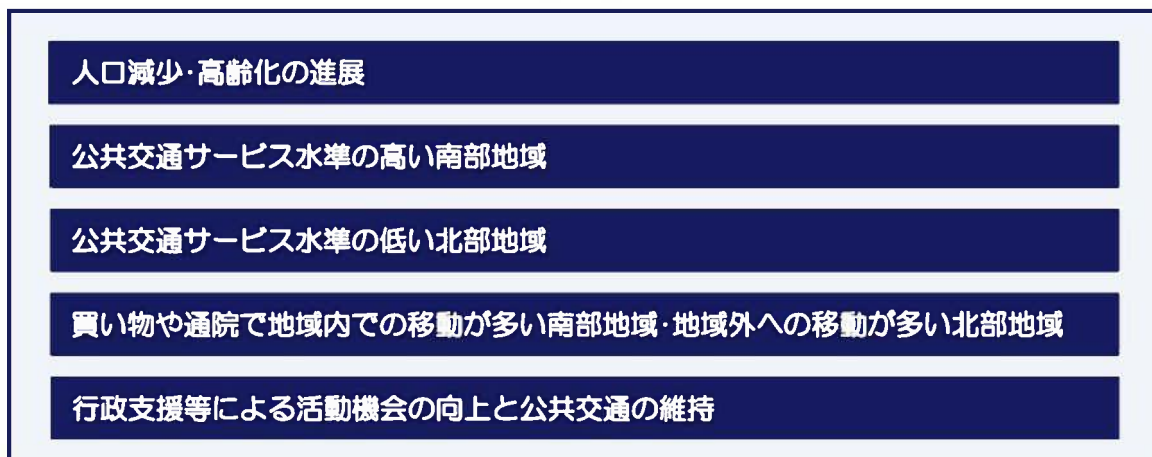 人口減少･高齢化の進展
公共交通サービス水準の高い南部地域
公共交通サービス水準の低い北部地域
買い物や通院で地域内での移動が多い南部地域･地域外への移動が多い北部地域
行政支援等による活動機会の向上と公共交通の維持